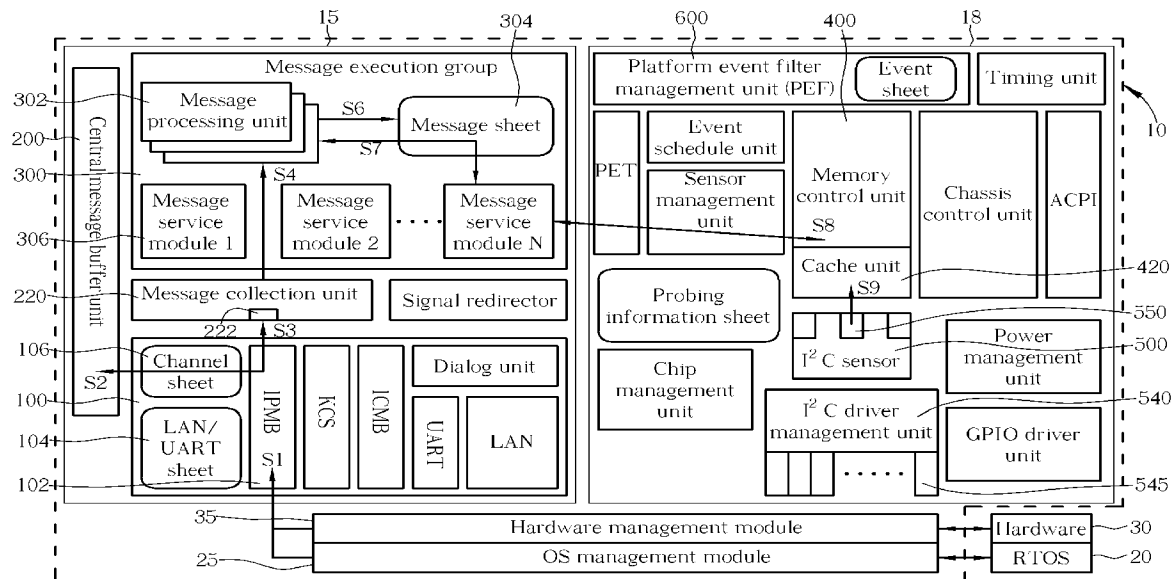 15
304
600
400
18
Message execution group
302
Message
processing unit
S6
Message sheet
S7
200
Central message buffer unit
300
S4
Message
service
module 1
Message
service
module 2
Message
service
module N
306
220
Message collection unit
Signal redirector
222
S3
106
Channel
sheet
S2
100
IPMB
KCS
ICMB
Dialog unit
UART
LAN
104
LAN/
UART
sheet
S1
102
Platform event filter
management unit (PEF)
Event
sheet
Timing unit
10
PET
Event
schedule unit
Sensor
management
unit
Memory
control unit
S8
Chassis
control unit
ACPI
Cache unit
S9
420
Probing
information sheet
550
500
I2C sensor
Power
management
unit
Chip
management
unit
540
I2C driver
management unit
GPIO driver
unit
545
35
Hardware management module
Hardware
30
25
OS management module
RTOS
20